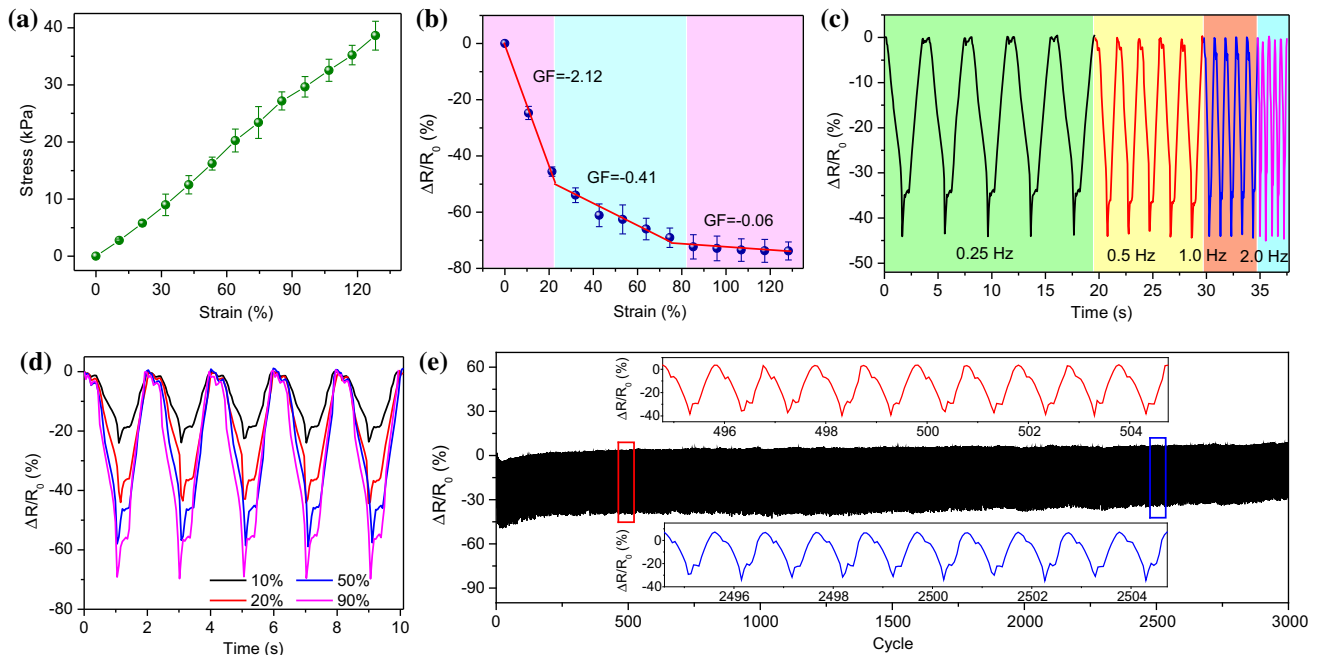 (a)
40
30
20
10
0
Stress (kPa)
0 30 60 90 120
Strain (%)
(b)
0
-20
-40
-60
-80
ΔR/R0 (%)
GF=-2.12
GF=-0.41
GF=-0.06
0 20 40 60 80 100 120
Strain (%)
(c)
0
-10
-20
-30
-40
-50
ΔR/R0 (%)
0.25 Hz 0.5 Hz 1.0 Hz 2.0 Hz
0 5 10 15 20 25 30 35
Time (s)
(d)
0
-20
-40
-60
-80
ΔR/R0 (%)
10% 50%
20% 90%
0 2 4 6 8 10
Time (s)
(e)
60
30
0
-30
-60
-90
ΔR/R0 (%)
0
-20
-40
ΔR/R0 (%)
496 498 500 502 504
0
-20
-40
ΔR/R0 (%)
2496 2498 2500 2502 2504
0 500 1000 1500 2000 2500 3000
Cycle